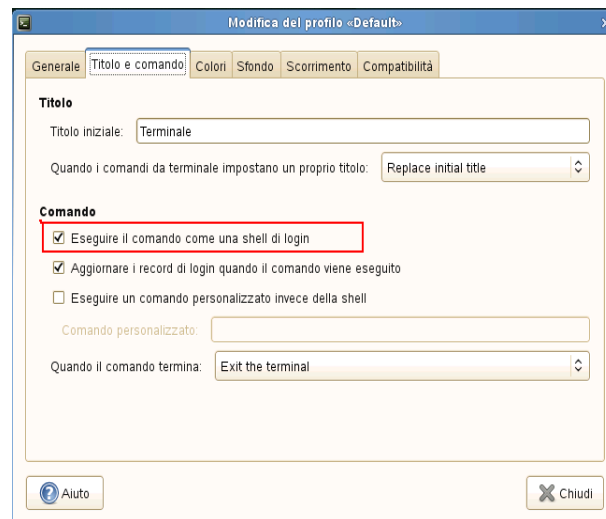 Modifica del profilo «Default»
Generale Titolo e comando Colori Sfondo Scorrimento Compatibilità
Titolo
Titolo iniziale: Terminale
Quando i comandi da terminale impostano un proprio titolo: Replace initial title
Comando
Eseguire il comando come una shell di login
Aggiornare i record di login quando il comando viene eseguito
Eseguire un comando personalizzato invece della shell
Comando personalizzato:
Quando il comando termina: Exit the terminal
Aiuto Chiudi